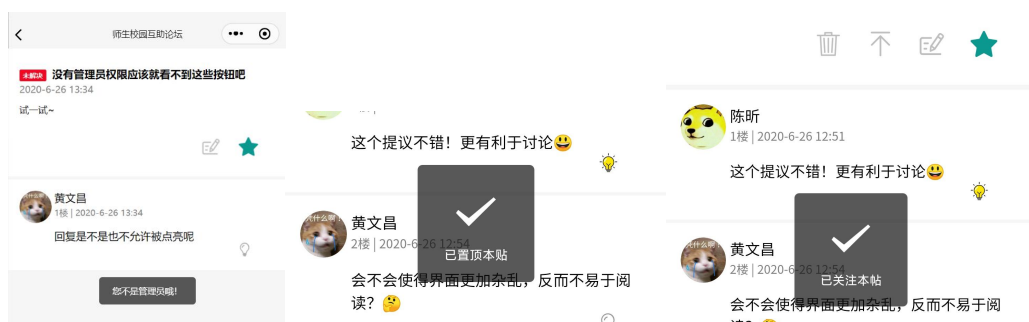 师生校园互助论坛
未解决 没有管理员权限应该就看不到这些按钮吧
2020-6-26 13:34
试一试~
黄文昌
1楼 | 2020-6-26 13:34
回复是不是也不允许被点亮呢
您不是管理员哦!
这个提议不错！更有利于讨论😃
黄文昌
2楼 | 2020-6-26 12:54
已置顶本贴
会不会使得界面更加杂乱，反而不易于阅
读？🤔
陈昕
1楼 | 2020-6-26 12:51
这个提议不错！更有利于讨论😃
黄文昌
2楼 | 2020-6-26 12:54
已关注本帖
会不会使得界面更加杂乱，反而不易于阅